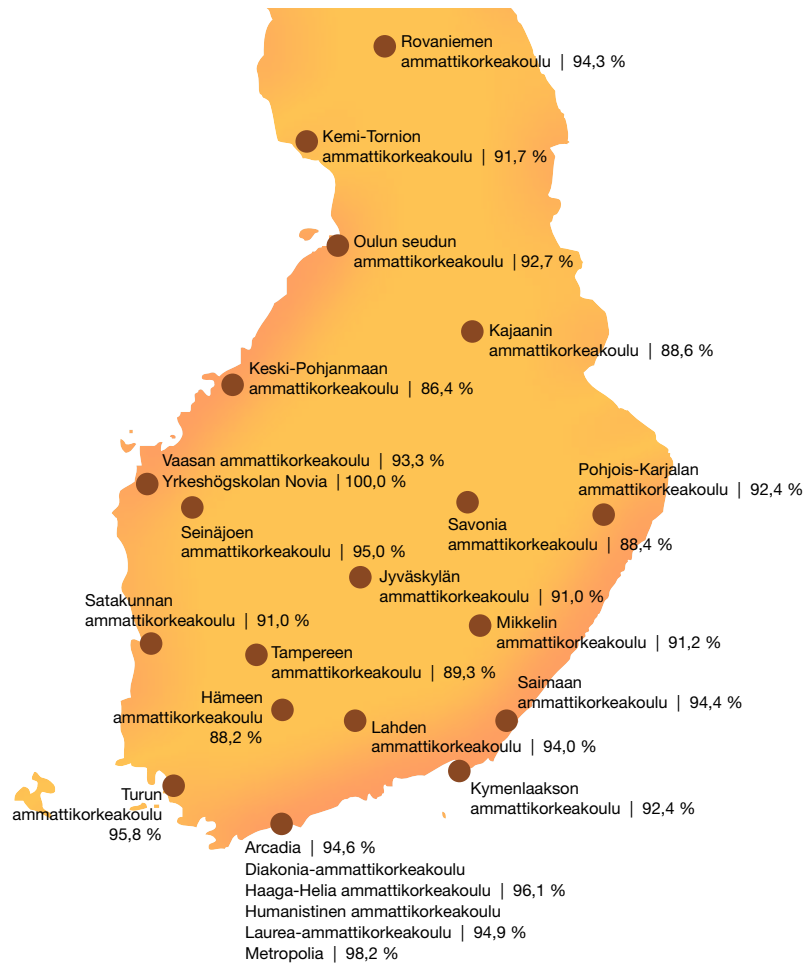 Rovaniemen
ammattikorkeakoulu | 94,3 %
Kemi-Tornion
ammattikorkeakoulu | 91,7 %
Oulun seudun
ammattikorkeakoulu | 92,7 %
Kajaanin
ammattikorkeakoulu | 88,6 %
Keski-Pohjanmaan
ammattikorkeakoulu | 86,4 %
Vaasan ammattikorkeakoulu | 93,3 %
Yrkeshögskolan Novia | 100,0 %
Pohjois-Karjalan
ammattikorkeakoulu | 92,4 %
Seinäjoen
ammattikorkeakoulu | 95,0 %
Savonia
ammattikorkeakoulu | 88,4 %
Jyväskylän
ammattikorkeakoulu | 91,0 %
Satakunnan
ammattikorkeakoulu | 91,0 %
Mikkelin
ammattikorkeakoulu | 91,2 %
Tampereen
ammattikorkeakoulu | 89,3 %
Saimaan
ammattikorkeakoulu | 94,4 %
Hämeen
ammattikorkeakoulu
88,2 %
Lahden
ammattikorkeakoulu | 94,0 %
Kymenlaakson
ammattikorkeakoulu | 92,4 %
Turun
ammattikorkeakoulu
95,8 %
Arcadia | 94,6 %
Diakonia-ammattikorkeakoulu
Haaga-Helia ammattikorkeakoulu | 96,1 %
Humanistinen ammattikorkeakoulu
Laurea-ammattikorkeakoulu | 94,9 %
Metropolia | 98,2 %